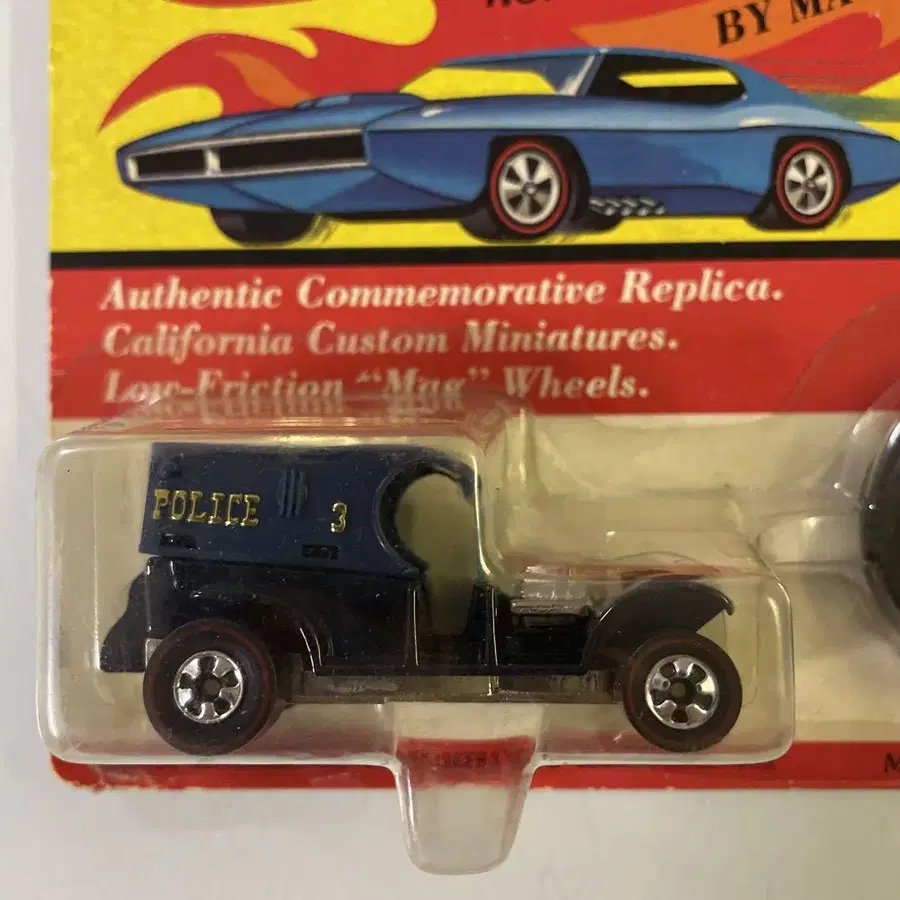 BY MA
Authentic Commemorative Replica.
California Custom Miniatures.
Low-Friction "Mag" Wheels.
POLICE 3
M